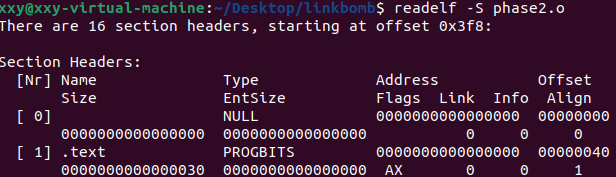 xxy@xxy-virtual-machine:~/Desktop/linkbomb$ readelf -S phase2.o
There are 16 section headers, starting at offset 0x3f8:

Section Headers:
  [Nr] Name              Type             Address           Offset
       Size              EntSize          Flags  Link  Info  Align
  [ 0]                   NULL             0000000000000000  00000000
       0000000000000000  0000000000000000           0     0     0
  [ 1] .text             PROGBITS         0000000000000000  00000040
       0000000000000030  0000000000000000  AX       0     0     1